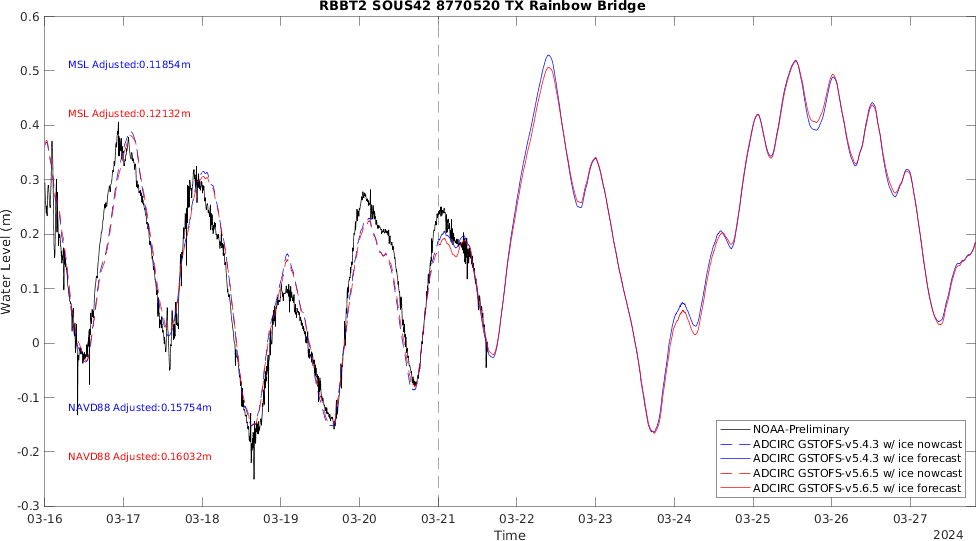 RBBT2 SOUS42 8770520 TX Rainbow Bridge
Water Level (m)
0.6
0.5
0.4
0.3
0.2
0.1
0
-0.1
-0.2
-0.3
MSL Adjusted:0.11854m
MSL Adjusted:0.12132m
NAVD88 Adjusted:0.15754m
NAVD88 Adjusted:0.16032m
NOAA-Preliminary
ADCIRC GSTOFS-v5.4.3 w/ ice nowcast
ADCIRC GSTOFS-v5.4.3 w/ ice forecast
ADCIRC GSTOFS-v5.6.5 w/ ice nowcast
ADCIRC GSTOFS-v5.6.5 w/ ice forecast
03-16 03-17 03-18 03-19 03-20 03-21 03-22 03-23 03-24 03-25 03-26 03-27
Time
2024